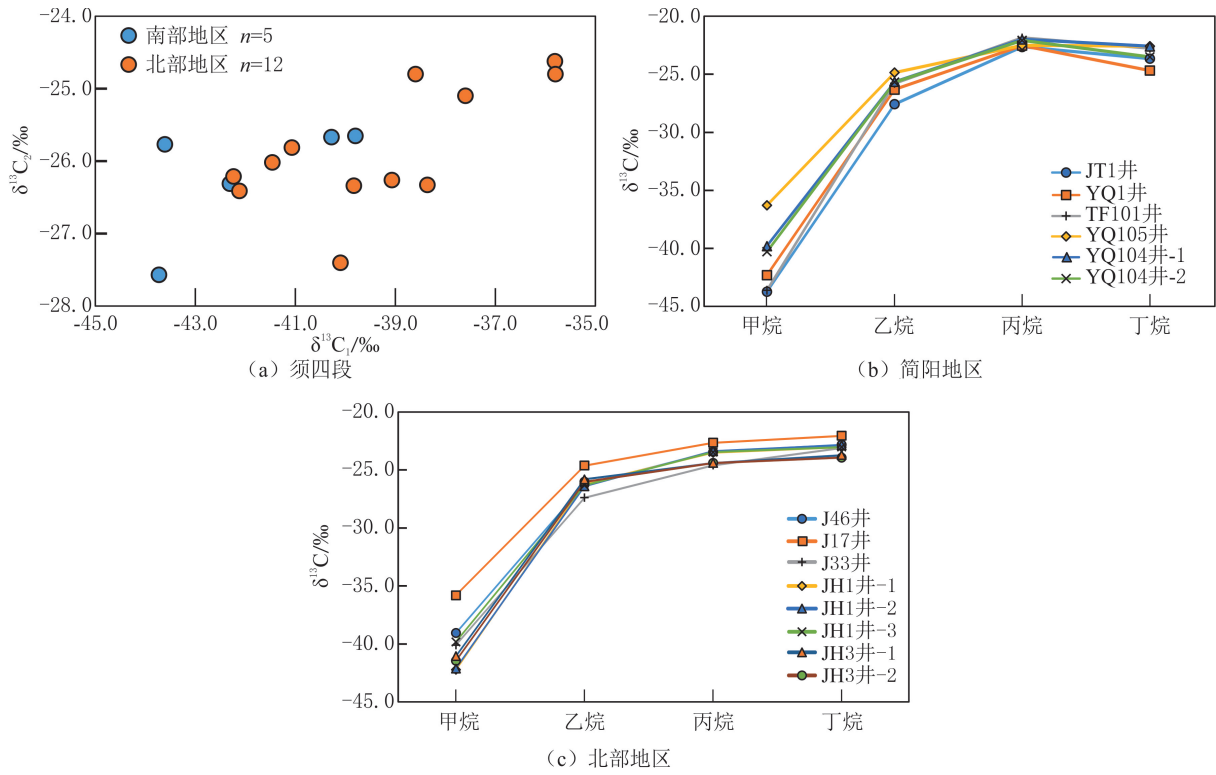 −24.0
−25.0
−26.0
−27.0
−28.0
δ¹³C₂/‰
南部地区 n=5
北部地区 n=12
-45.0 -43.0 -41.0 -39.0 -37.0 -35.0
δ¹³C₁/‰
（a）须四段
−20.0
−25.0
−30.0
−35.0
−40.0
−45.0
δ¹³C/‰
JT1井
YQ1井
TF101井
YQ105井
YQ104井-1
YQ104井-2
甲烷 乙烷 丙烷 丁烷
（b）简阳地区
−20.0
−25.0
−30.0
−35.0
−40.0
−45.0
δ¹³C/‰
J46井
J17井
J33井
JH1井-1
JH1井-2
JH1井-3
JH3井-1
JH3井-2
甲烷 乙烷 丙烷 丁烷
（c）北部地区